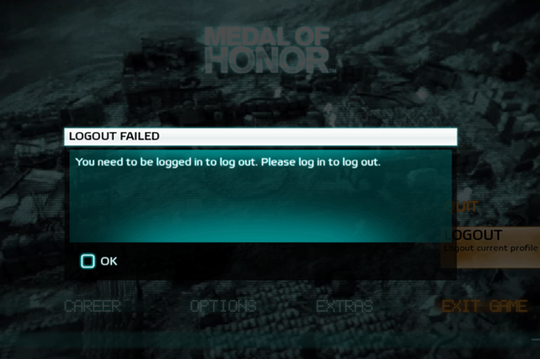 MEDAL OF
HONOR
LOGOUT FAILED
You need to be logged in to log out. Please log in to log out.
OK
LOGOUT
Logout current profile
CAREER
OPTIONS
EXTRAS
EXIT GAME